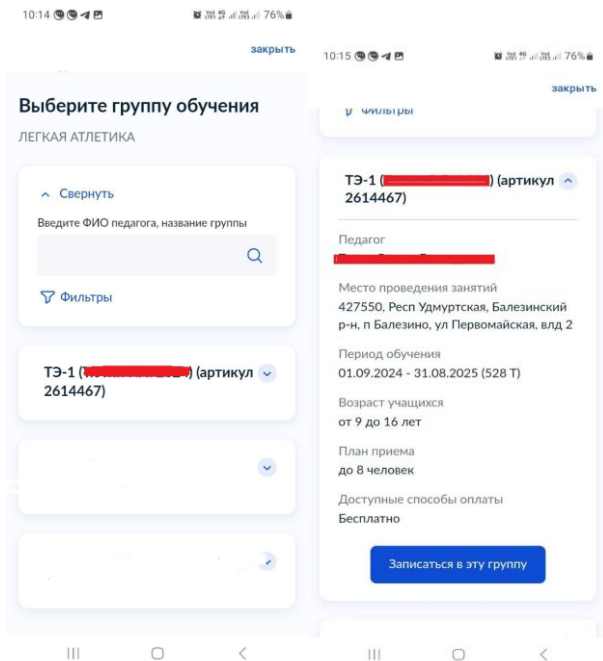 10:14
76%
закрыть
Выберите группу обучения
ЛЕГКАЯ АТЛЕТИКА
Свернуть
Введите ФИО педагога, название группы
Фильтры
ТЭ-1 ( ) (артикул
2614467)
10:15
76%
закрыть
Фильтры
ТЭ-1 ( ) (артикул
2614467)
Педагог
Место проведения занятий
427550, Респ Удмуртская, Балезинский
р-н, п Балезино, ул Первомайская, влд 2
Период обучения
01.09.2024 - 31.08.2025 (528 Т)
Возраст учащихся
от 9 до 16 лет
План приема
до 8 человек
Доступные способы оплаты
Бесплатно
Записаться в эту группу